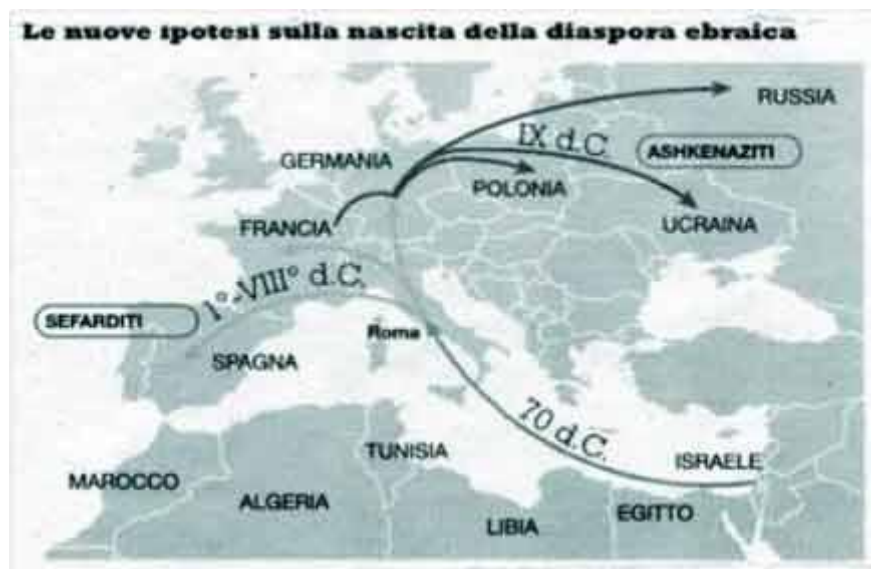 Le nuove ipotesi sulla nascita della diaspora ebraica
RUSSIA
IX d.C.
ASHKENAZITI
GERMANIA
POLONIA
FRANCIA
UCRAINA
1°-VIII° d.C.
SEFARDITI
Roma
SPAGNA
70 d.C.
TUNISIA
ISRAELE
MAROCCO
ALGERIA
EGITTO
LIBIA